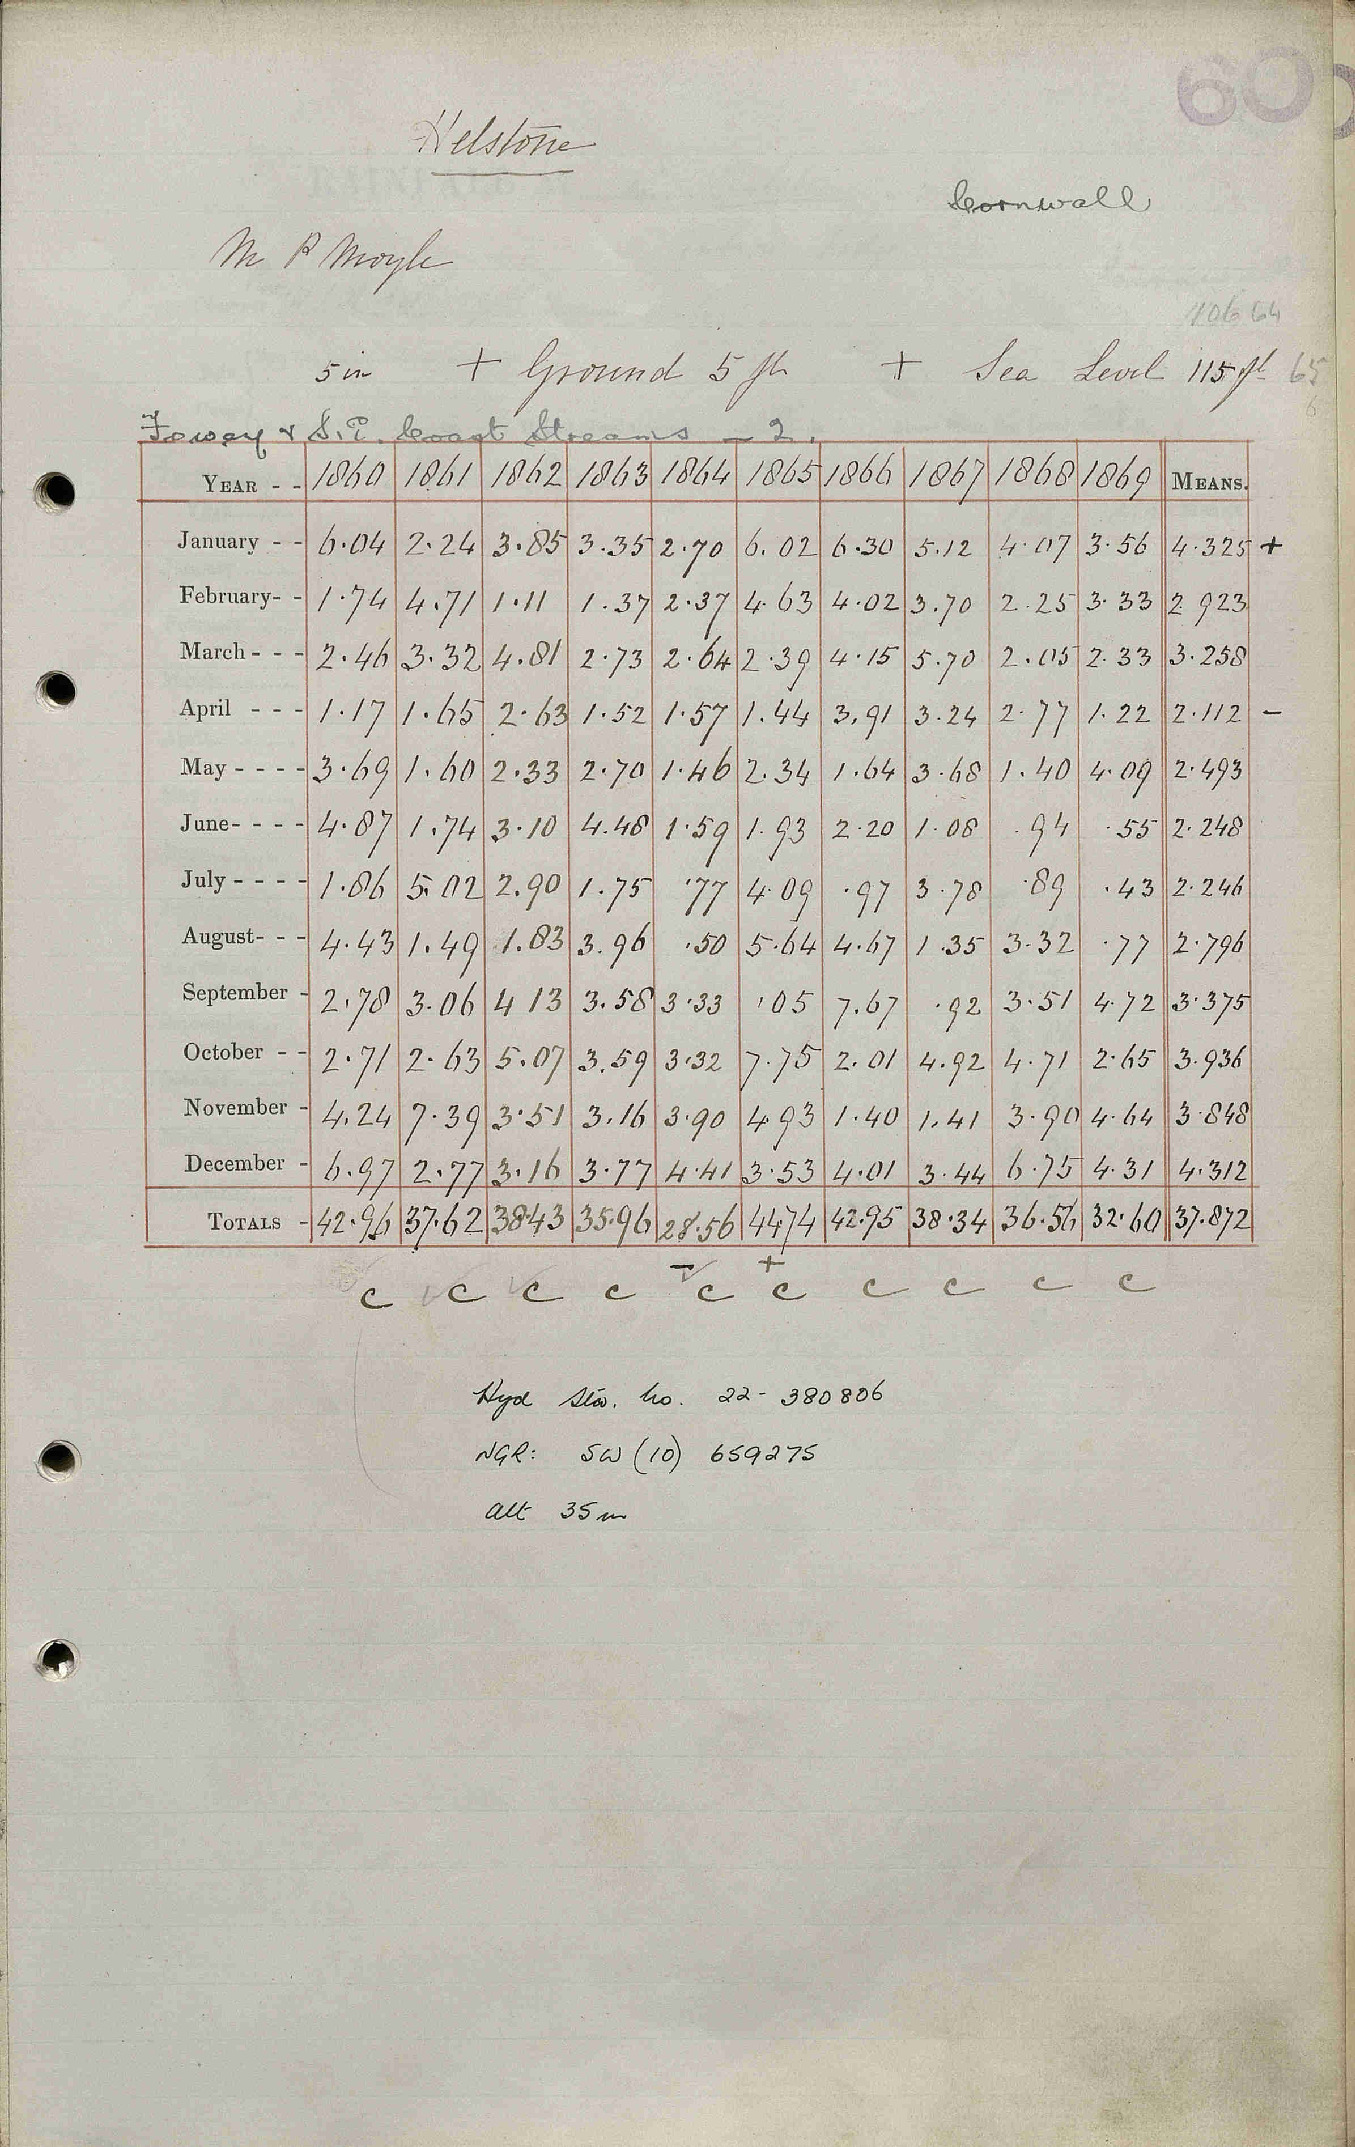 60
Helstone
Cornwall
M P Moyle
10664
5 in + Ground 5 ft + Sea Level 115 ft 65
6
Fowey & S.E. Coast Streams — 2.
YEAR - - 1860 1861 1862 1863 1864 1865 1866 1867 1868 1869 MEANS.
January - - 6.04 2.24 3.85 3.35 2.70 6.02 6.30 5.12 4.07 3.56 4.325 +
February- - 1.74 4.71 1.11 1.37 2.37 4.63 4.02 3.70 2.25 3.33 2.923
March - - - 2.46 3.32 4.81 2.73 2.64 2.39 4.15 5.70 2.05 2.33 3.258
April - - - 1.17 1.65 2.63 1.52 1.57 1.44 3.91 3.24 2.77 1.22 2.112 -
May - - - - 3.69 1.60 2.33 2.70 1.46 2.34 1.64 3.68 1.40 4.09 2.493
June- - - - 4.87 1.74 3.10 4.48 1.59 1.93 2.20 1.08 .94 .55 2.248
July - - - - 1.86 5.02 2.90 1.75 .77 4.09 .97 3.78 .89 .43 2.246
August- - - 4.43 1.49 1.83 3.96 .50 5.64 4.67 1.35 3.32 .77 2.796
September - 2.78 3.06 4 13 3.58 3.33 .05 7.67 .92 3.51 4.72 3.375
October - - 2.71 2.63 5.07 3.59 3.32 7.75 2.01 4.92 4.71 2.65 3.936
November - 4.24 7.39 3.51 3.16 3.90 4.93 1.40 1.41 3.90 4.64 3.848
December - 6.97 2.77 3.16 3.77 4.41 3.53 4.01 3.44 6.75 4.31 4.312
TOTALS - 42.96 37.62 38.43 35.96 28.56 44.74 42.95 38.34 36.56 32.60 37.872
- +
c c c c c c c c c c
Hyd Stn. No. 22- 380806
NGR: SW (10) 659275
alt 35m